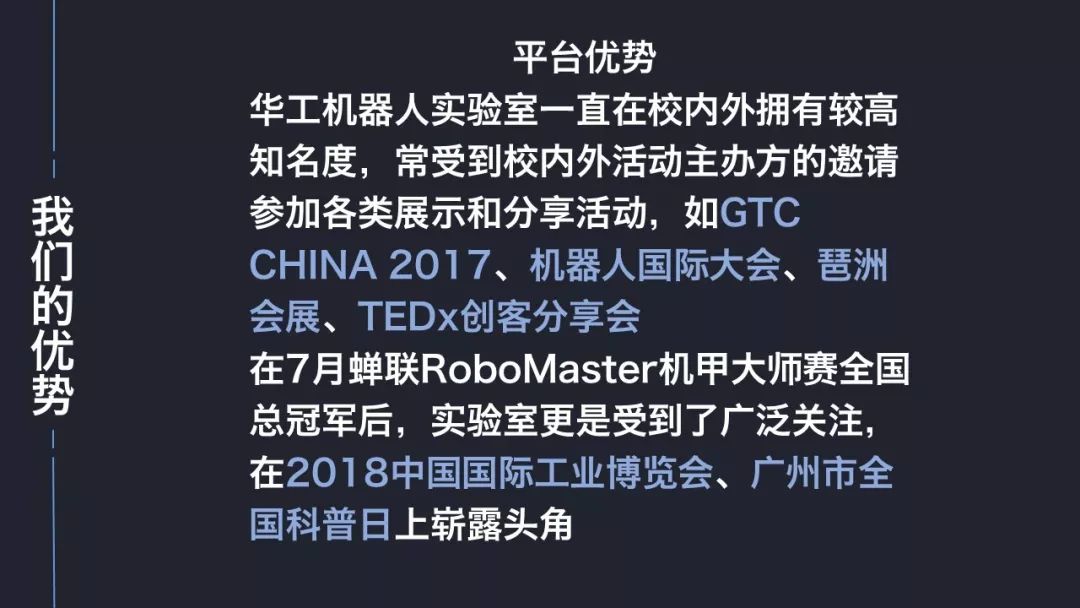 我们的优势
平台优势
华工机器人实验室一直在校内外拥有较高
知名度，常受到校内外活动主办方的邀请
参加各类展示和分享活动，如GTC
CHINA 2017、机器人国际大会、琶洲
会展、TEDx创客分享会
在7月蝉联RoboMaster机甲大师赛全国
总冠军后，实验室更是受到了广泛关注，
在2018中国国际工业博览会、广州市全
国科普日上崭露头角